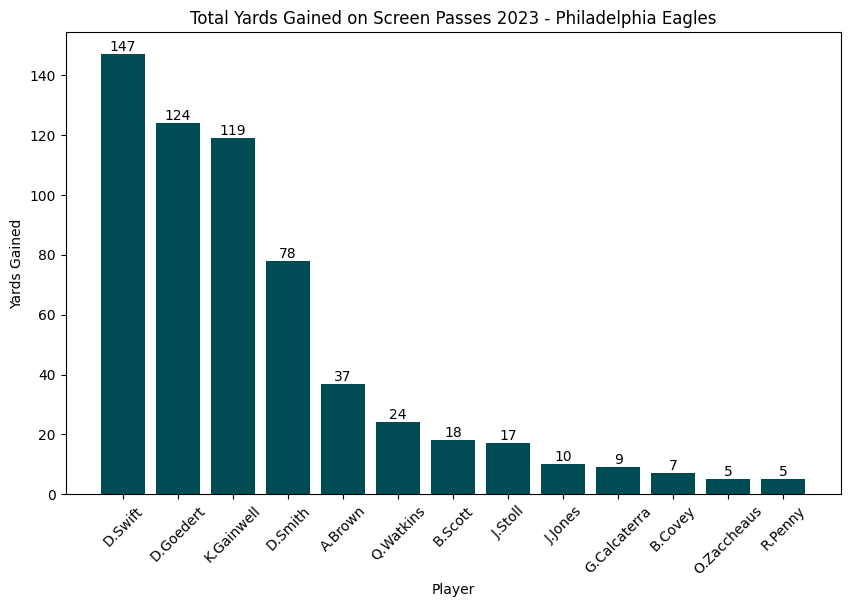 Total Yards Gained on Screen Passes 2023 - Philadelphia Eagles
147
124
119
78
37
24
18
17
10
9
7
5
5
140
120
100
80
60
40
20
0
Yards Gained
D.Swift
D.Goedert
K.Gainwell
D.Smith
A.Brown
Q.Watkins
B.Scott
J.Stoll
J.Jones
G.Calcaterra
B.Covey
O.Zaccheaus
R.Penny
Player